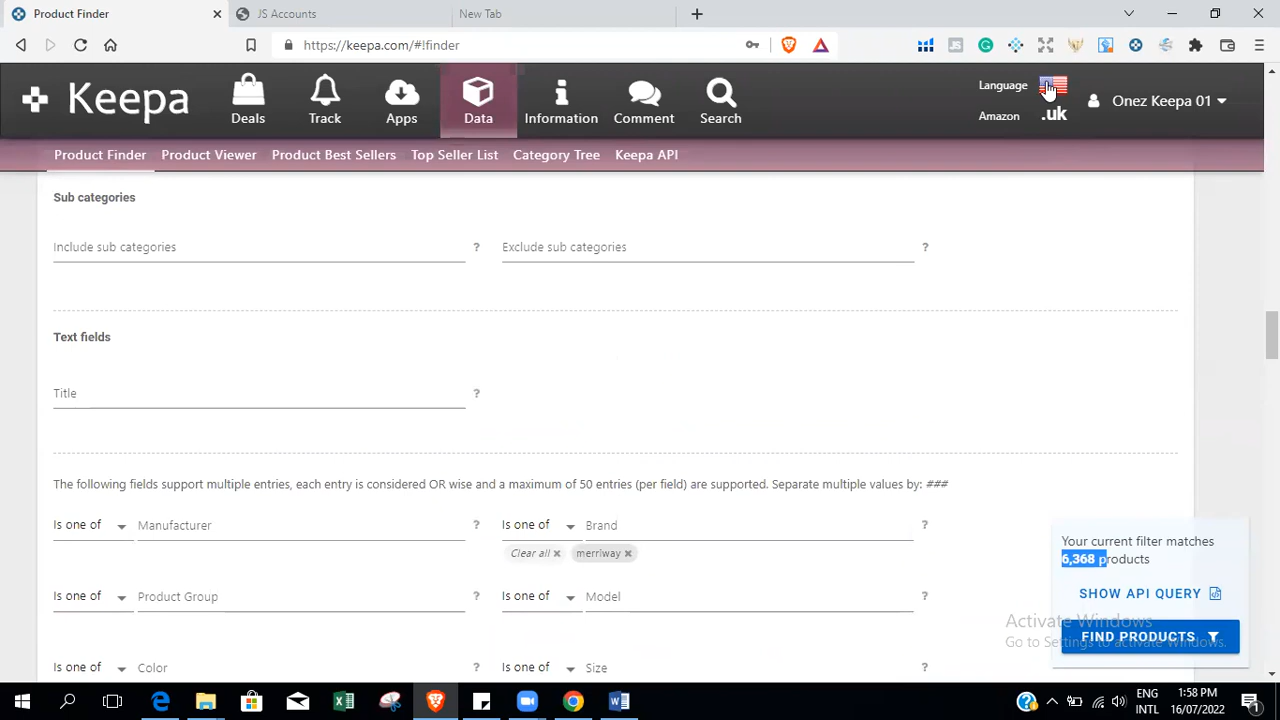 Product Finder
JS Accounts
New Tab
https://keepa.com/#!finder
Keepa
Deals
Track
Apps
Data
Information
Comment
Search
Language
Amazon
.uk
Onez Keepa 01
Product Finder
Product Viewer
Product Best Sellers
Top Seller List
Category Tree
Keepa API
Sub categories
Include sub categories ?
Exclude sub categories ?
Text fields
Title ?
The following fields support multiple entries, each entry is considered OR wise and a maximum of 50 entries (per field) are supported. Separate multiple values by: ###
Is one of Manufacturer ?
Is one of Brand ?
Clear all × merriway ×
Is one of Product Group ?
Is one of Model ?
Is one of Color ?
Is one of Size ?
Your current filter matches
6,368 products
SHOW API QUERY
FIND PRODUCTS
Activate Windows
Go to Settings to activate Windows.
ENG
INTL
1:58 PM
16/07/2022
1